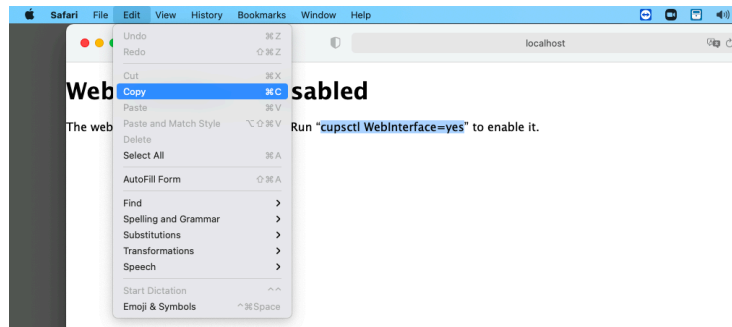 Safari File Edit View History Bookmarks Window Help
localhost
Undo ⌘Z
Redo ⇧⌘Z
Cut ⌘X
Copy ⌘C
Paste ⌘V
Paste and Match Style ⌥⇧⌘V
Delete
Select All ⌘A
AutoFill Form ⇧⌘A
Find
Spelling and Grammar
Substitutions
Transformations
Speech
Start Dictation ^^
Emoji & Symbols ^⌘Space
Web sabled
The web Run “cupsctl WebInterface=yes” to enable it.